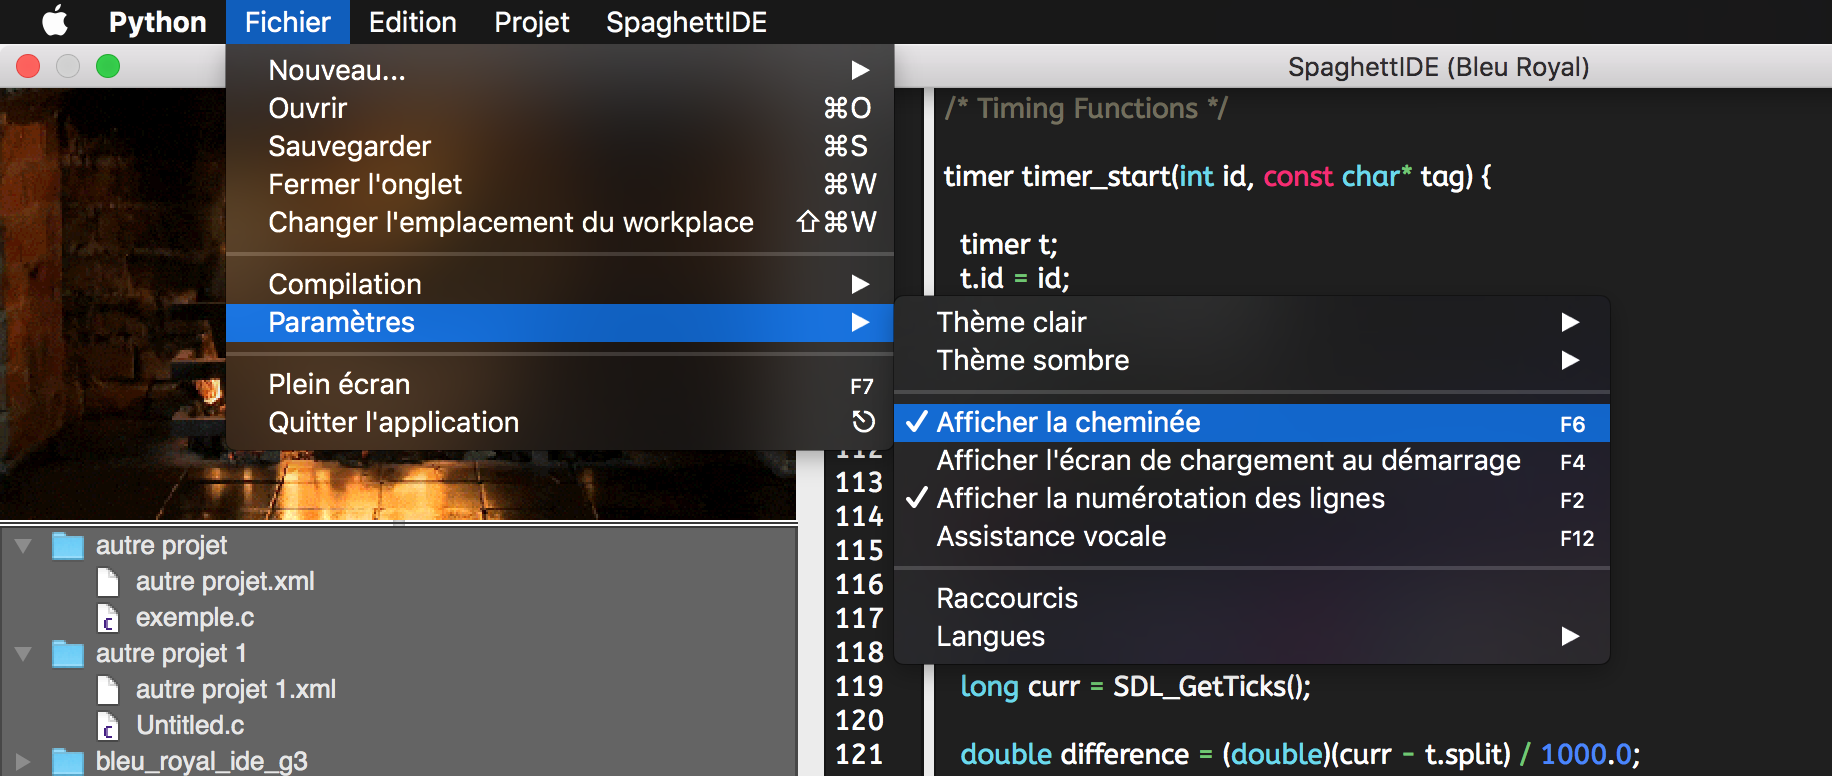 Python Fichier Edition Projet SpaghettIDE
SpaghettIDE (Bleu Royal)
Nouveau...
Ouvrir ⌘O
Sauvegarder ⌘S
Fermer l'onglet ⌘W
Changer l'emplacement du workplace ⇧⌘W
Compilation
Paramètres
Plein écran F7
Quitter l'application
Thème clair
Thème sombre
✓ Afficher la cheminée F6
Afficher l'écran de chargement au démarrage F4
✓ Afficher la numérotation des lignes F2
Assistance vocale F12
Raccourcis
Langues
/* Timing Functions */
timer timer_start(int id, const char* tag) {
timer t;
t.id = id;
112
113
114
115
116
117
118
119 long curr = SDL_GetTicks();
120
121 double difference = (double)(curr - t.split) / 1000.0;
autre projet
autre projet.xml
exemple.c
autre projet 1
autre projet 1.xml
Untitled.c
bleu_royal_ide_g3